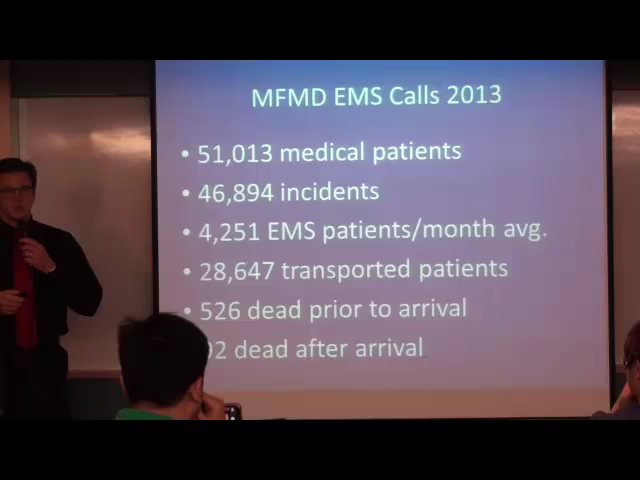 MFMD EMS Calls 2013
• 51,013 medical patients
• 46,894 incidents
• 4,251 EMS patients/month avg.
• 28,647 transported patients
• 526 dead prior to arrival
dead after arrival